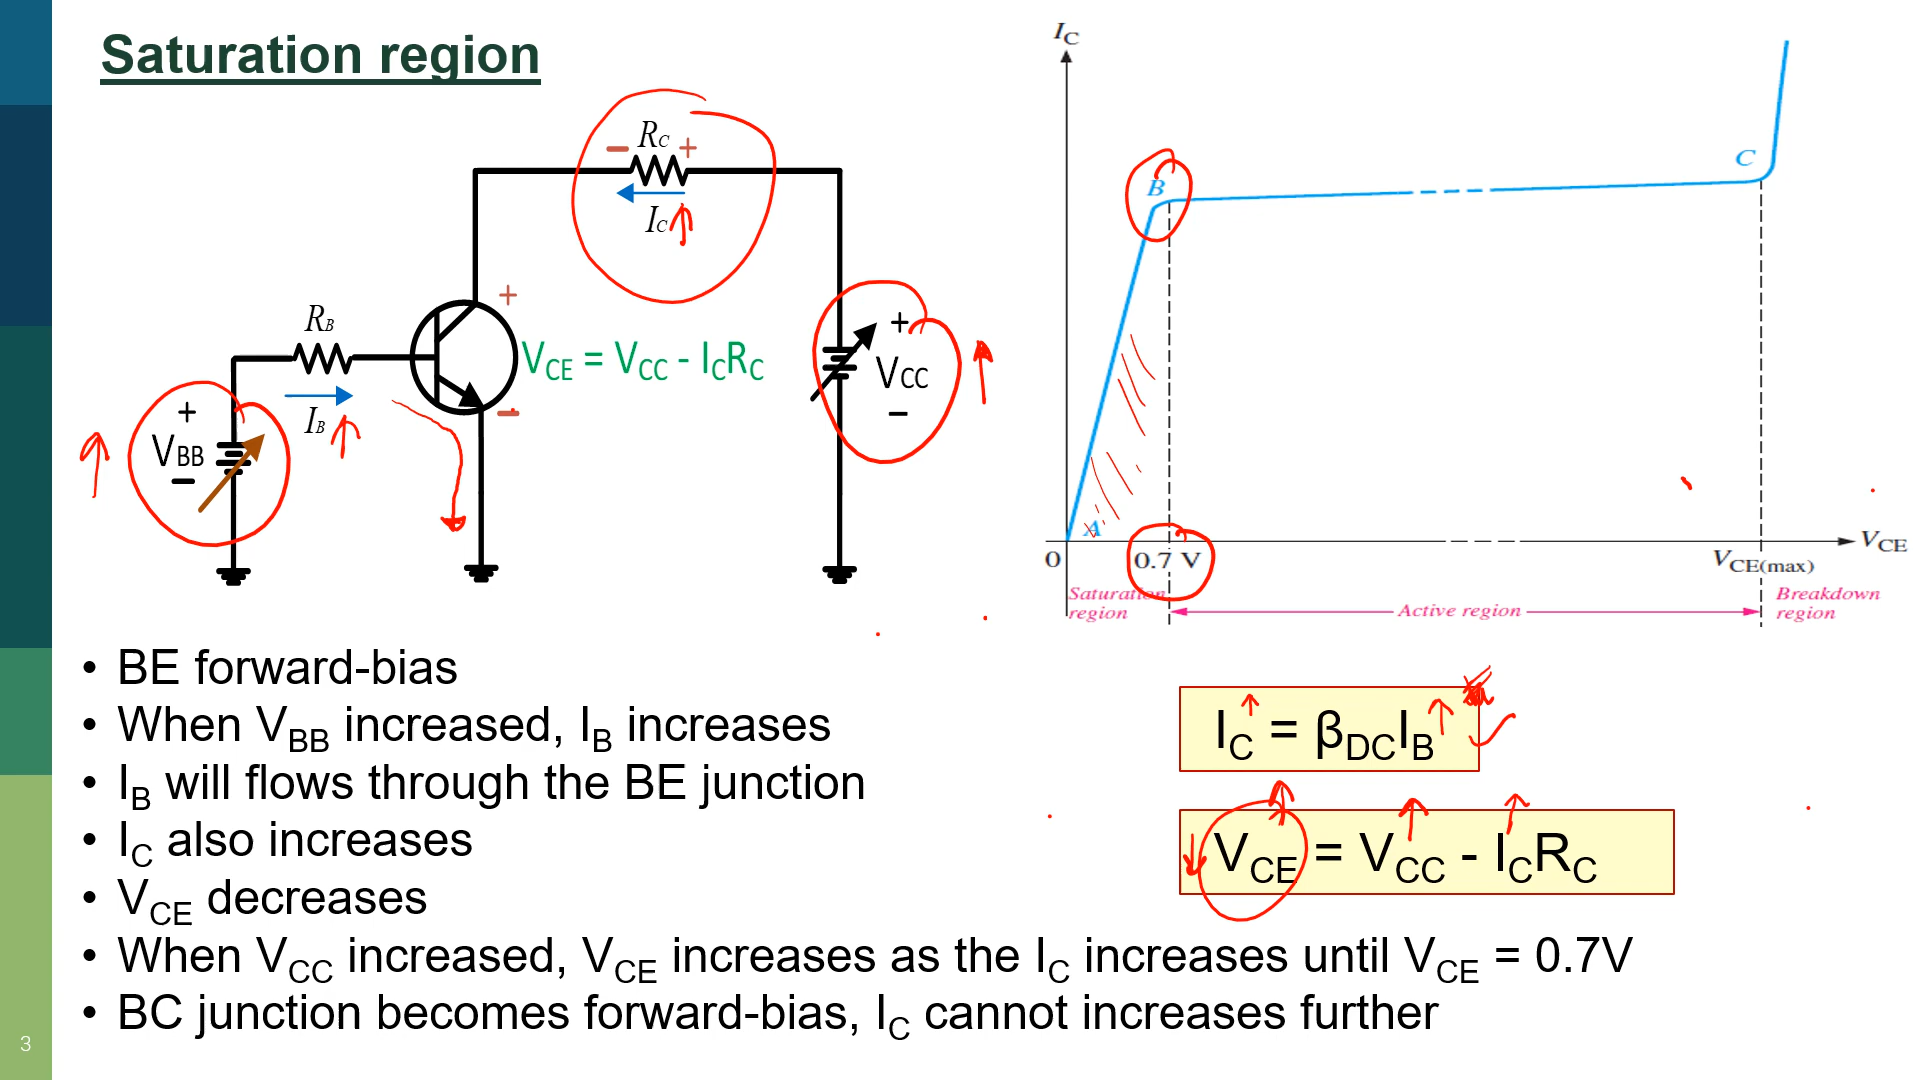 Saturation region
− RC +
IC
+
RB
VCE = VCC - ICRC
−
IB
+
VBB
−
+
VCC
−
IC
B
C
A
0
0.7 V
VCE(max)
VCE
Saturation region
Active region
Breakdown region
• BE forward-bias
• When VBB increased, IB increases
• IB will flows through the BE junction
• IC also increases
• VCE decreases
• When VCC increased, VCE increases as the IC increases until VCE = 0.7V
• BC junction becomes forward-bias, IC cannot increases further
IC = βDCIB
VCE = VCC - ICRC
3